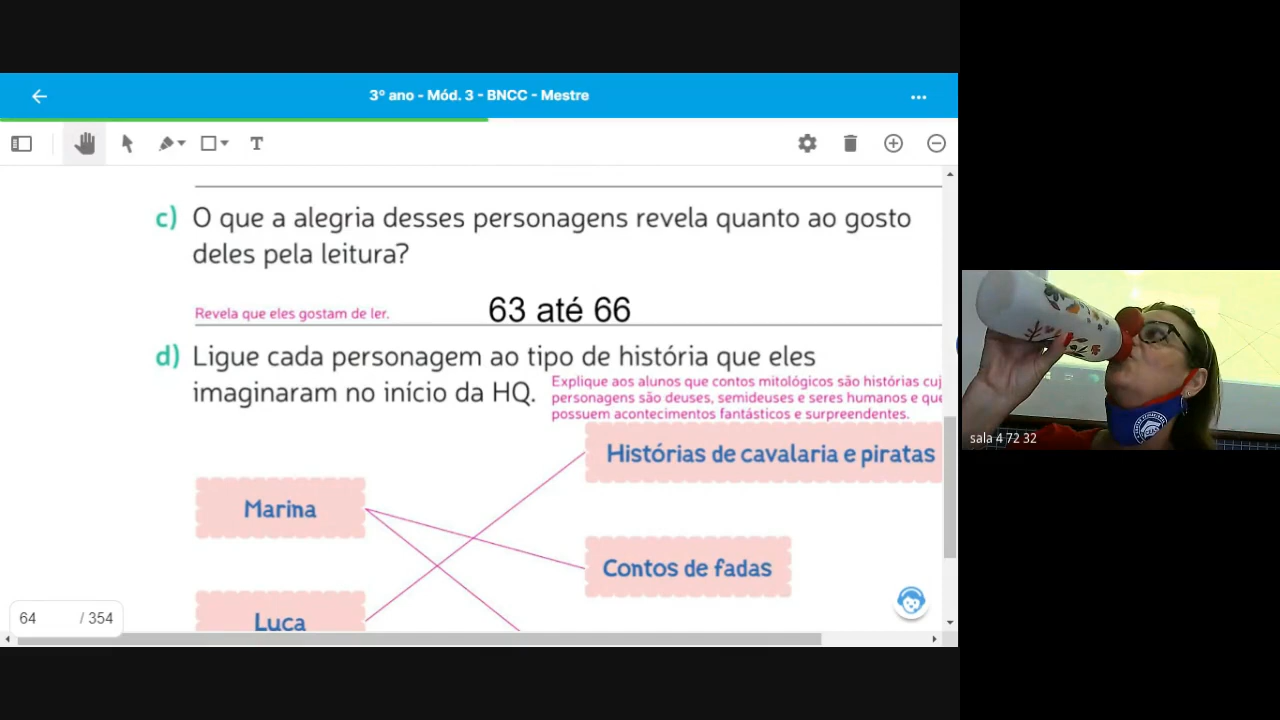 3º ano - Mód. 3 - BNCC - Mestre
T
c) O que a alegria desses personagens revela quanto ao gosto
deles pela leitura?
Revela que eles gostam de ler.
63 até 66
d) Ligue cada personagem ao tipo de história que eles
imaginaram no início da HQ.
Explique aos alunos que contos mitológicos são histórias cuj
personagens são deuses, semideuses e seres humanos e que
possuem acontecimentos fantásticos e surpreendentes.
Histórias de cavalaria e piratas
Marina
Contos de fadas
Luca
64 / 354
sala 4 72 32